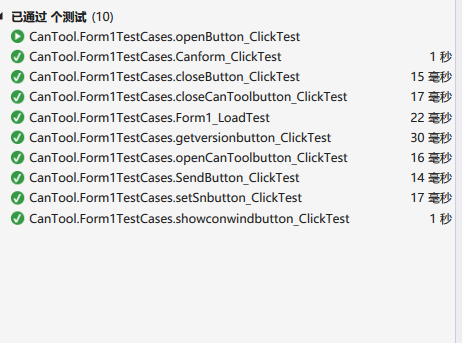 已通过 个测试 (10)
CanTool.Form1TestCases.openButton_ClickTest
CanTool.Form1TestCases.Canform_ClickTest 1 秒
CanTool.Form1TestCases.closeButton_ClickTest 15 毫秒
CanTool.Form1TestCases.closeCanToolbutton_ClickTest 17 毫秒
CanTool.Form1TestCases.Form1_LoadTest 22 毫秒
CanTool.Form1TestCases.getversionbutton_ClickTest 30 毫秒
CanTool.Form1TestCases.openCanToolbutton_ClickTest 16 毫秒
CanTool.Form1TestCases.SendButton_ClickTest 14 毫秒
CanTool.Form1TestCases.setSnbutton_ClickTest 17 毫秒
CanTool.Form1TestCases.showconwindbutton_ClickTest 1 秒